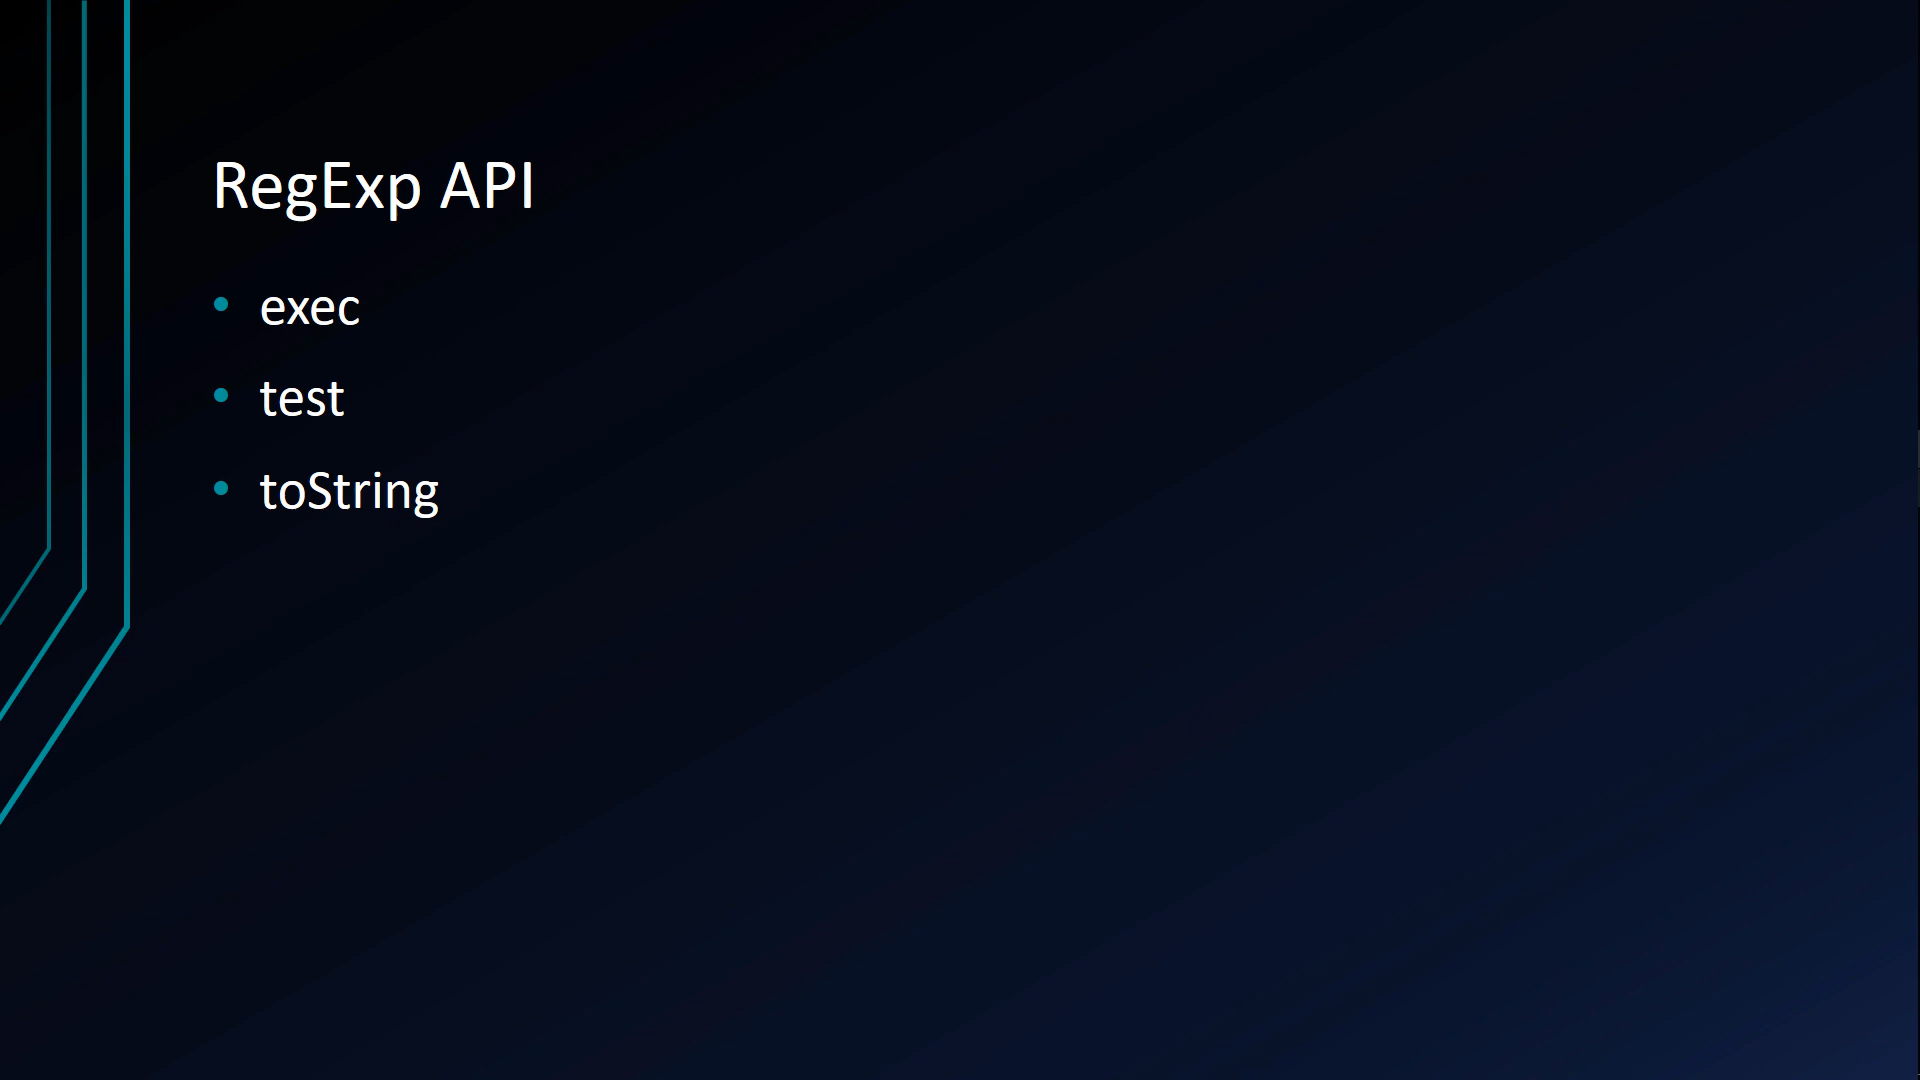 RegExp API
• exec
• test
• toString